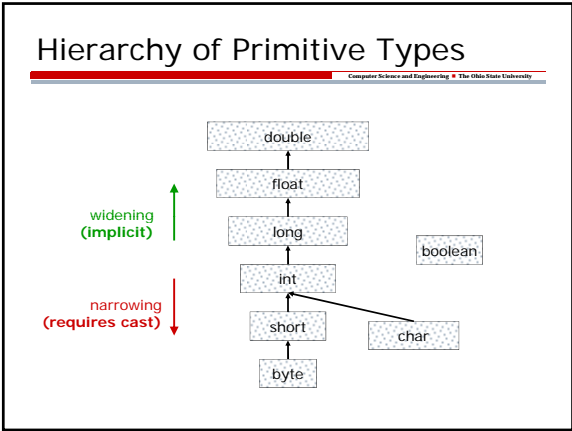 Hierarchy of Primitive Types
Computer Science and Engineering ■ The Ohio State University
double
float
widening
(implicit)
long
boolean
int
narrowing
(requires cast)
short
char
byte